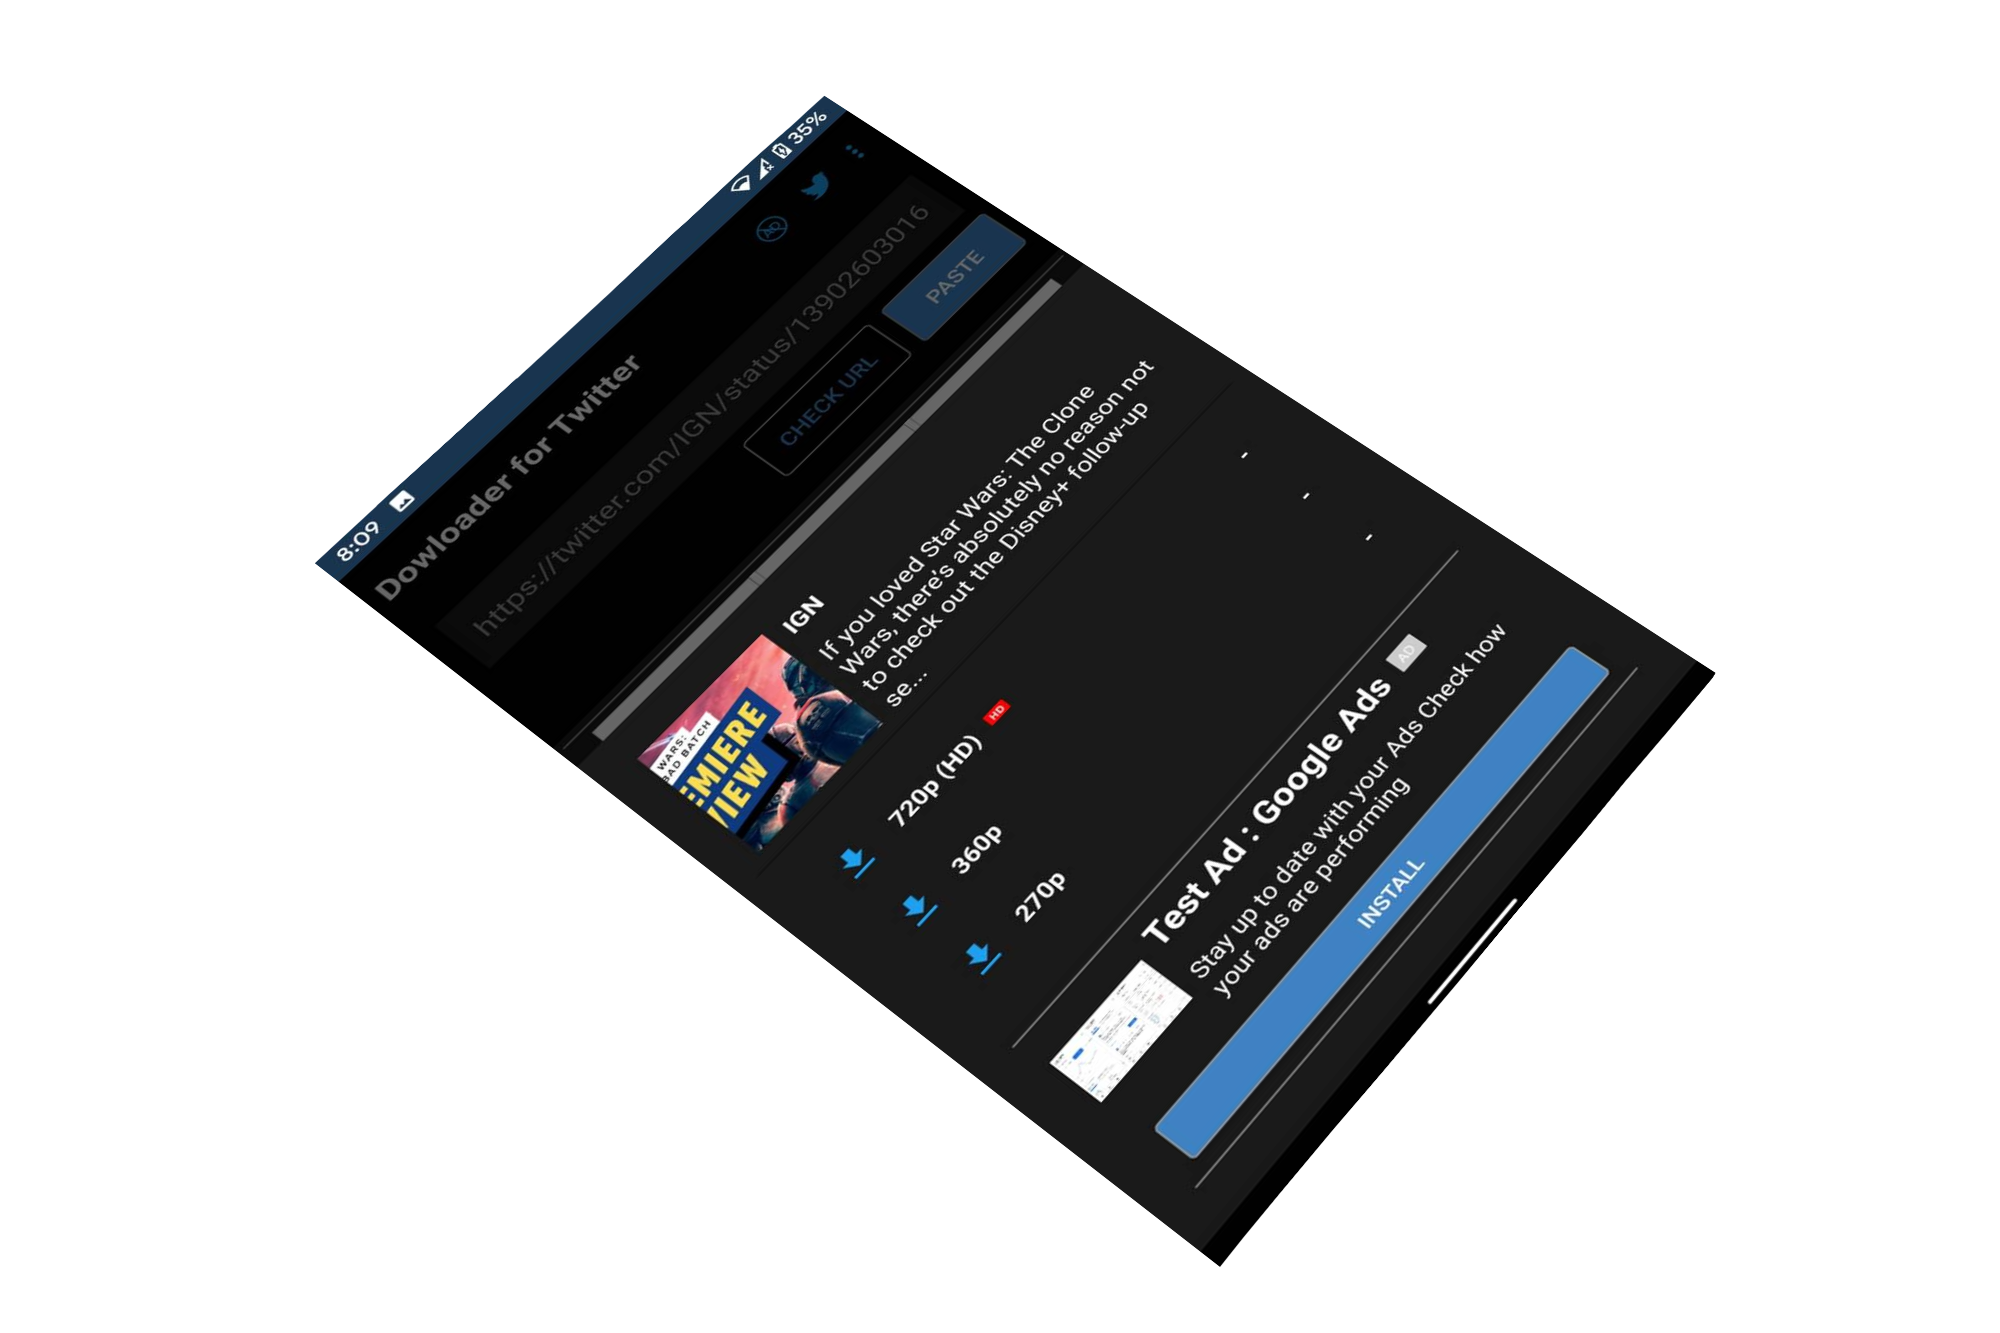 8:09
35%
Dowloader for Twitter
AD
https://twitter.com/IGN/status/13902603016
CHECK URL
PASTE
IGN
If you loved Star Wars: The Clone
Wars, there's absolutely no reason not
to check out the Disney+ follow-up
se...
WARS:
BAD BATCH
EMIERE
VIEW
720p (HD)
HD
-
360p
-
270p
-
Test Ad : Google Ads
AD
Stay up to date with your Ads Check how
your ads are performing
INSTALL